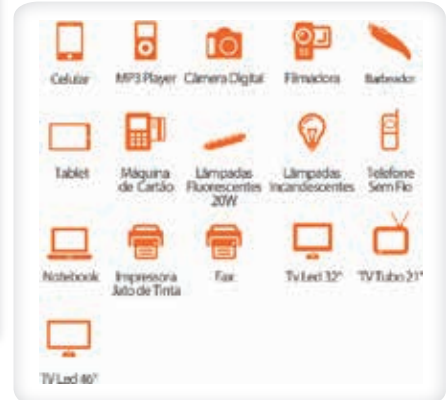 Celular
MP3 Player
Câmera Digital
Filmadora
Barbeador
Tablet
Máquina
de Cartão
Lâmpadas
Fluorescentes
20W
Lâmpadas
Incandescentes
Telefone
Sem Fio
Notebook
Impressora
Jato de Tinta
Fax
Tv Led 32"
TV Tubo 21"
TV Led 46"